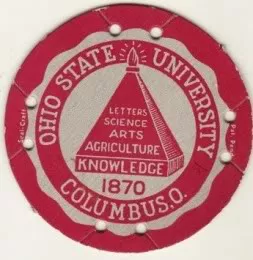 OHIO STATE UNIVERSITY
LETTERS
SCIENCE
ARTS
AGRICULTURE
KNOWLEDGE
1870
COLUMBUS,O.